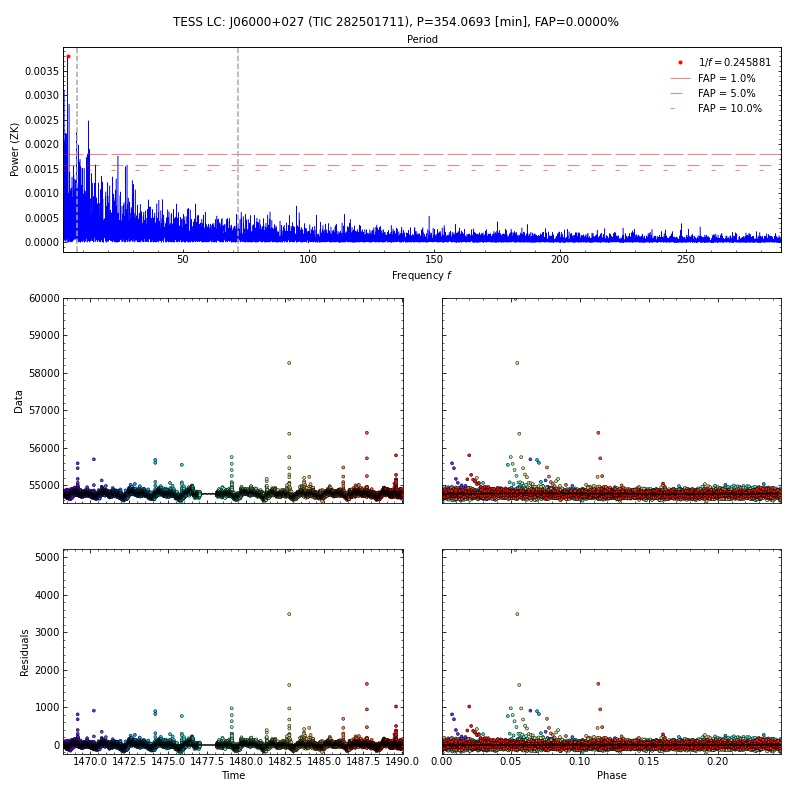 TESS LC: J06000+027 (TIC 282501711), P=354.0693 [min], FAP=0.0000%
Period
1/f = 0.245881
FAP = 1.0%
FAP = 5.0%
FAP = 10.0%
Power (ZK)
0.0035
0.0030
0.0025
0.0020
0.0015
0.0010
0.0005
0.0000
50 100 150 200 250
Frequency f
Data
60000
59000
58000
57000
56000
55000
Residuals
5000
4000
3000
2000
1000
0
1470.0 1472.5 1475.0 1477.5 1480.0 1482.5 1485.0 1487.5 1490.0
Time
0.00 0.05 0.10 0.15 0.20
Phase